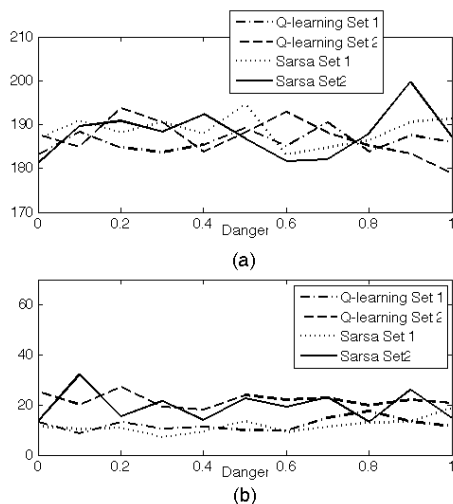 Q-learning Set 1
Q-learning Set 2
Sarsa Set 1
Sarsa Set2
210
200
190
180
170
0 0.2 0.4 0.6 0.8 1
Danger
(a)
Q-learning Set 1
Q-learning Set 2
Sarsa Set 1
Sarsa Set2
60
40
20
0
0 0.2 0.4 0.6 0.8 1
Danger
(b)